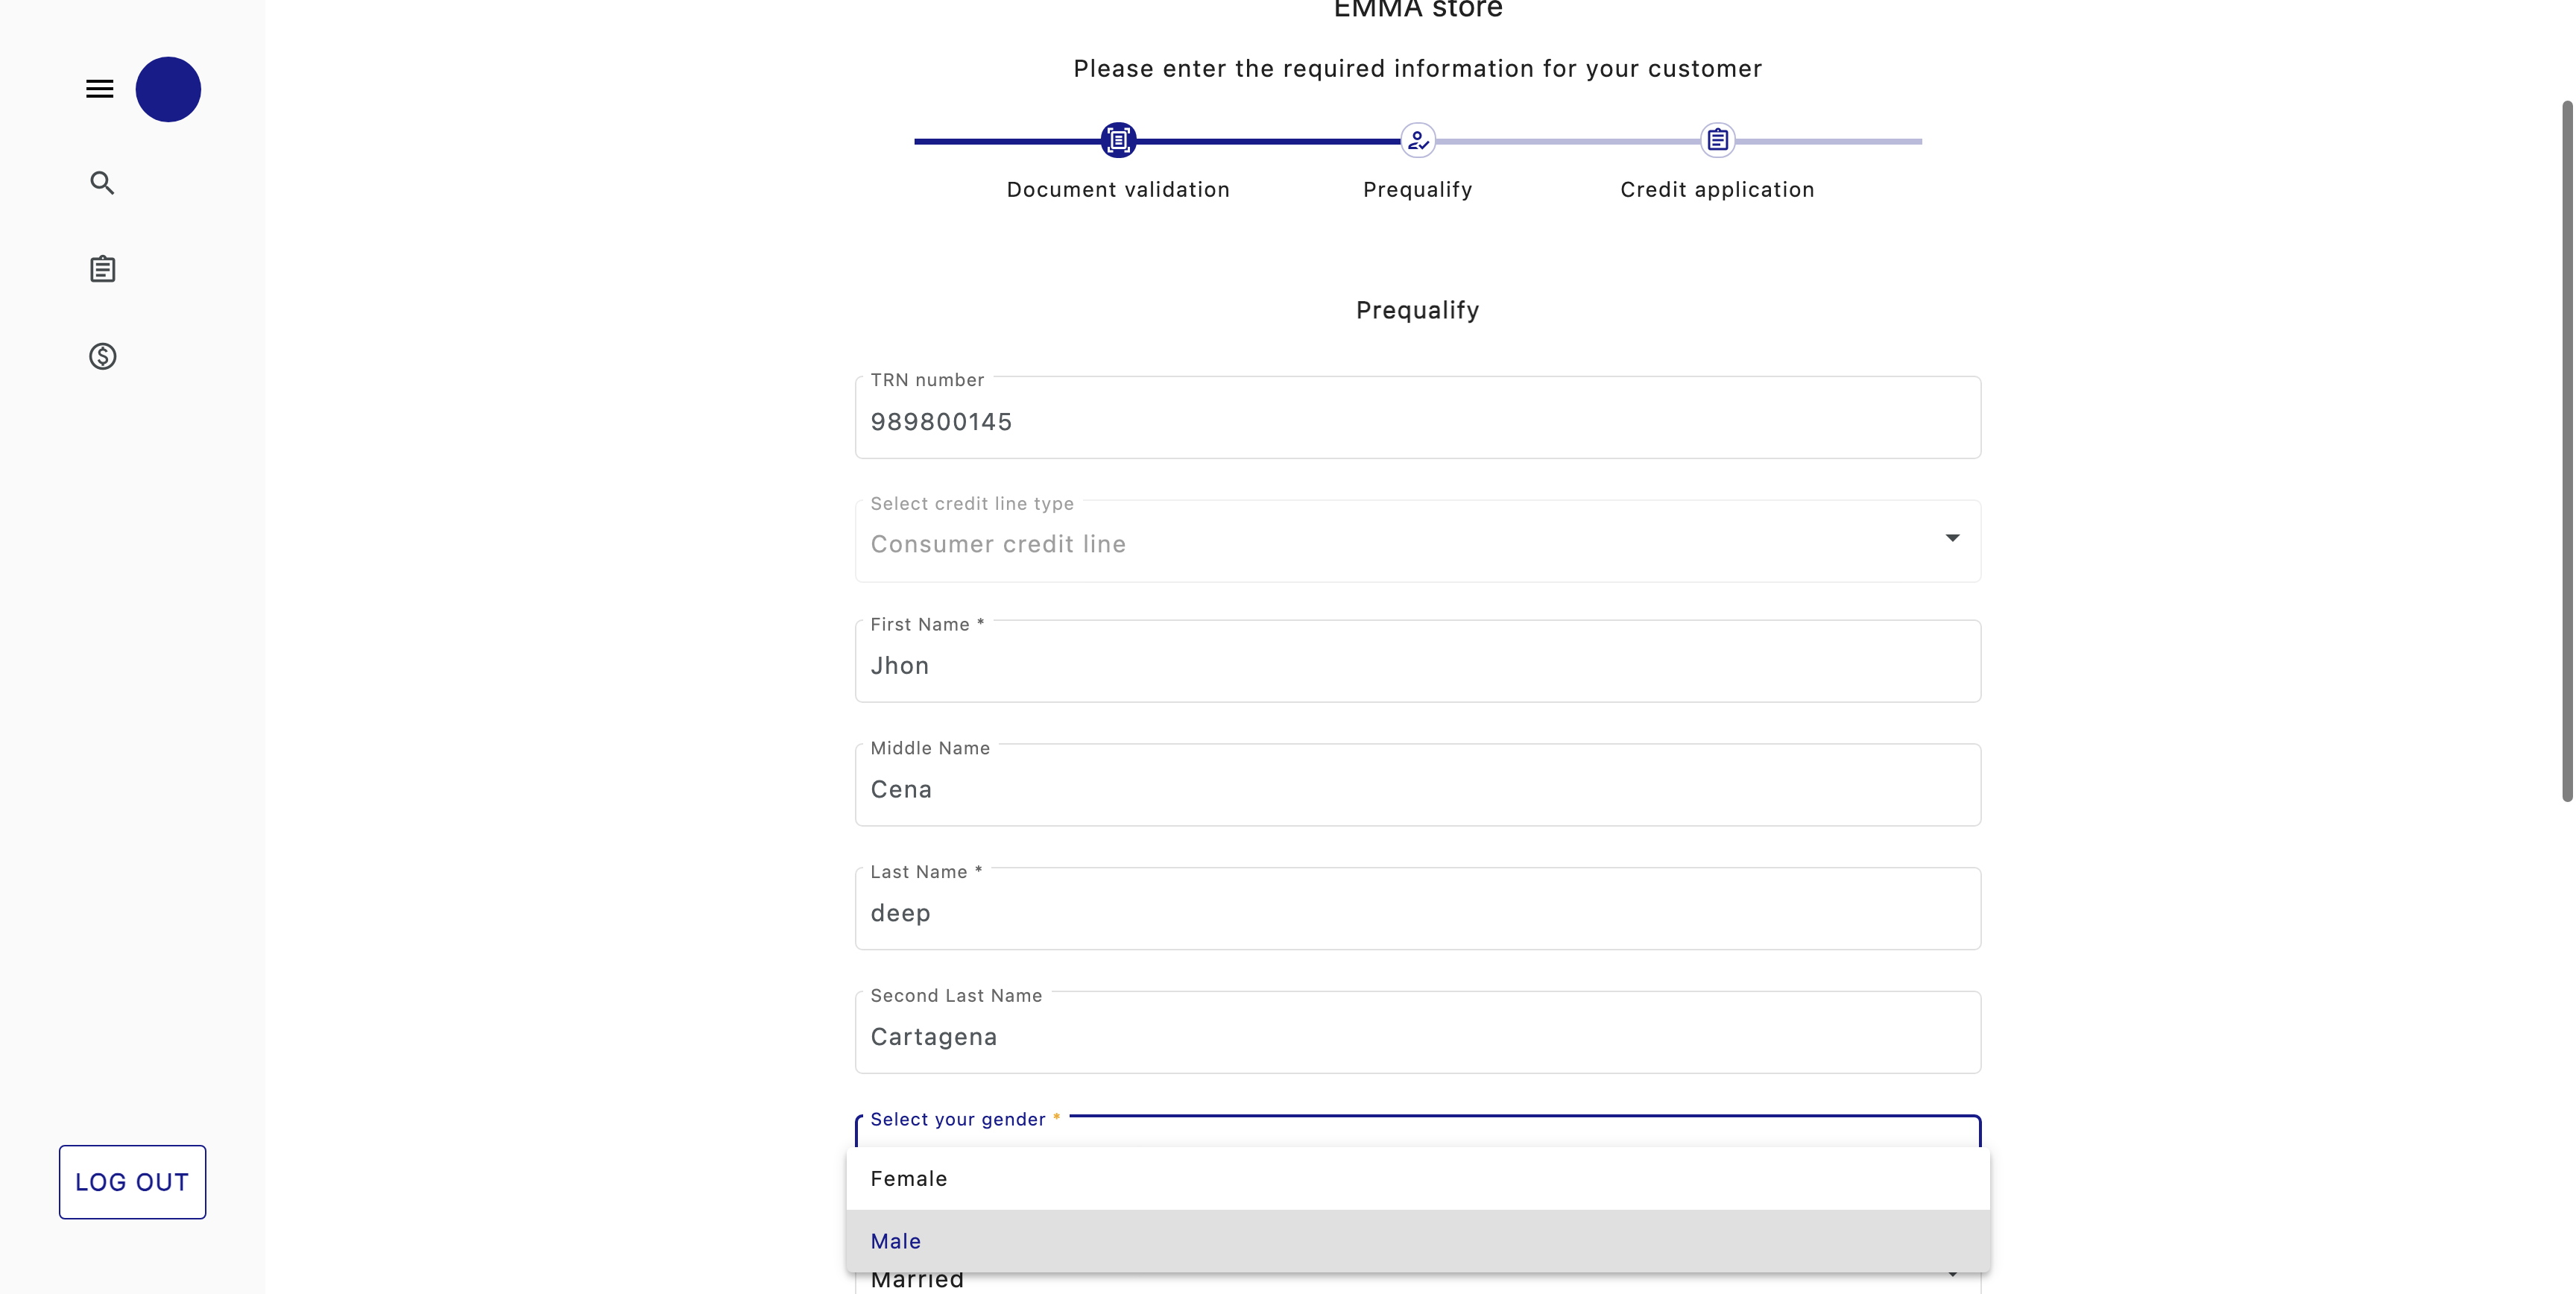 EMMA store
Please enter the required information for your customer
Document validation
Prequalify
Credit application
Prequalify
TRN number
989800145
Select credit line type
Consumer credit line
First Name *
Jhon
Middle Name
Cena
Last Name *
deep
Second Last Name
Cartagena
Select your gender *
Female
Male
Married
LOG OUT